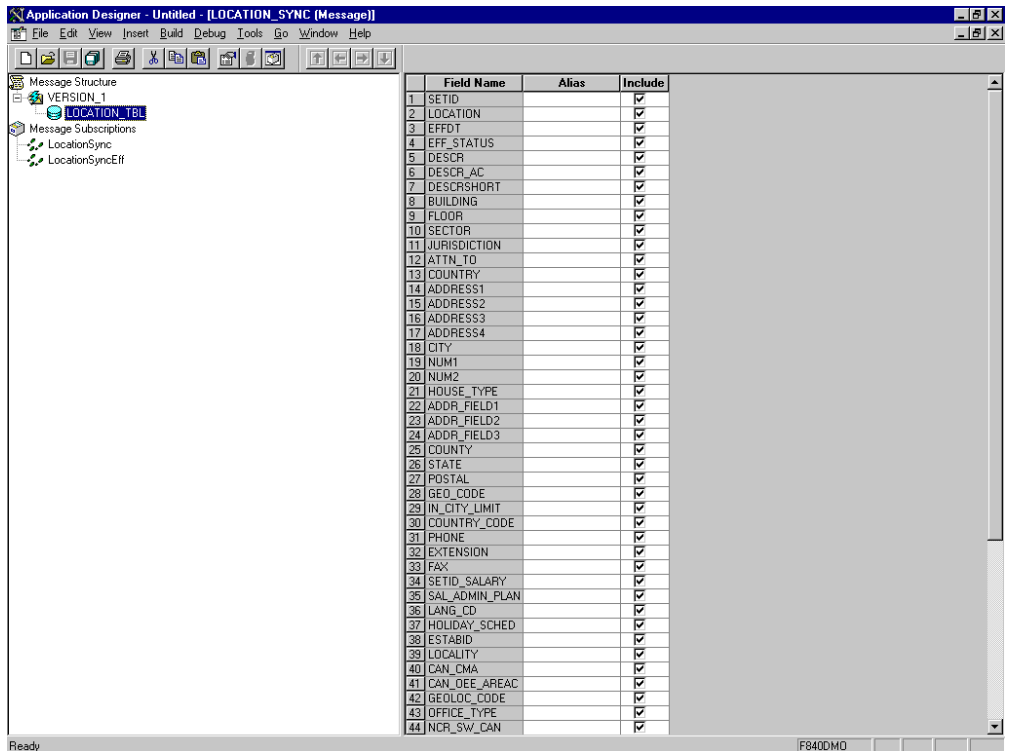 Application Designer - Untitled - [LOCATION_SYNC (Message)]
File Edit View Insert Build Debug Tools Go Window Help
Message Structure
VERSION_1
LOCATION_TBL
Message Subscriptions
LocationSync
LocationSyncEff
Field Name Alias Include
1 SETID
2 LOCATION
3 EFFDT
4 EFF_STATUS
5 DESCR
6 DESCR_AC
7 DESCRSHORT
8 BUILDING
9 FLOOR
10 SECTOR
11 JURISDICTION
12 ATTN_TO
13 COUNTRY
14 ADDRESS1
15 ADDRESS2
16 ADDRESS3
17 ADDRESS4
18 CITY
19 NUM1
20 NUM2
21 HOUSE_TYPE
22 ADDR_FIELD1
23 ADDR_FIELD2
24 ADDR_FIELD3
25 COUNTY
26 STATE
27 POSTAL
28 GEO_CODE
29 IN_CITY_LIMIT
30 COUNTRY_CODE
31 PHONE
32 EXTENSION
33 FAX
34 SETID_SALARY
35 SAL_ADMIN_PLAN
36 LANG_CD
37 HOLIDAY_SCHED
38 ESTABID
39 LOCALITY
40 CAN_CMA
41 CAN_OEE_AREAC
42 GEOLOC_CODE
43 OFFICE_TYPE
44 NCR_SW_CAN
Ready F840DMO